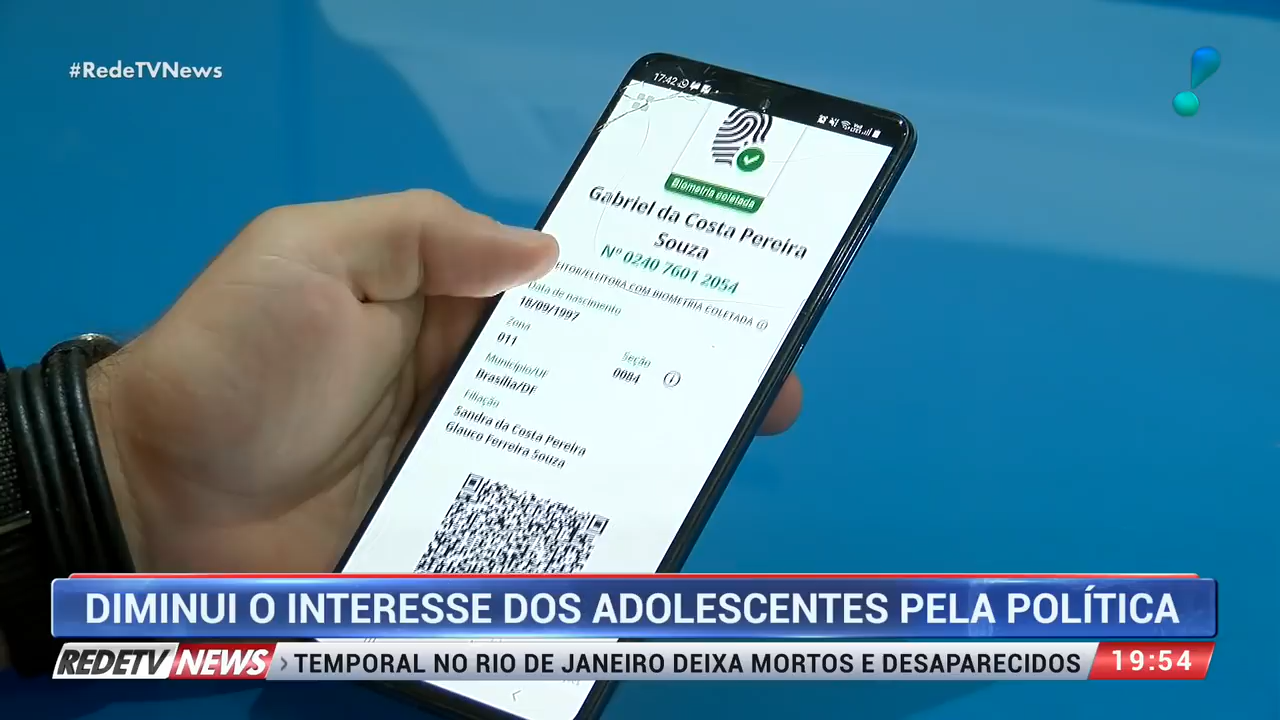 #RedeTVNews
17:42
Biometria coletada
Gabriel da Costa Pereira
Souza
Nº 0240 7601 2054
EITOR/ELEITORA COM BIOMETRIA COLETADA
Data de nascimento
18/09/1997
Zona
011
Seção
0084
Município/UF
Brasília/DF
Filiação
Sandra da Costa Pereira
Glauco Ferreira Souza
DIMINUI O INTERESSE DOS ADOLESCENTES PELA POLÍTICA
REDETV NEWS › TEMPORAL NO RIO DE JANEIRO DEIXA MORTOS E DESAPARECIDOS 19:54